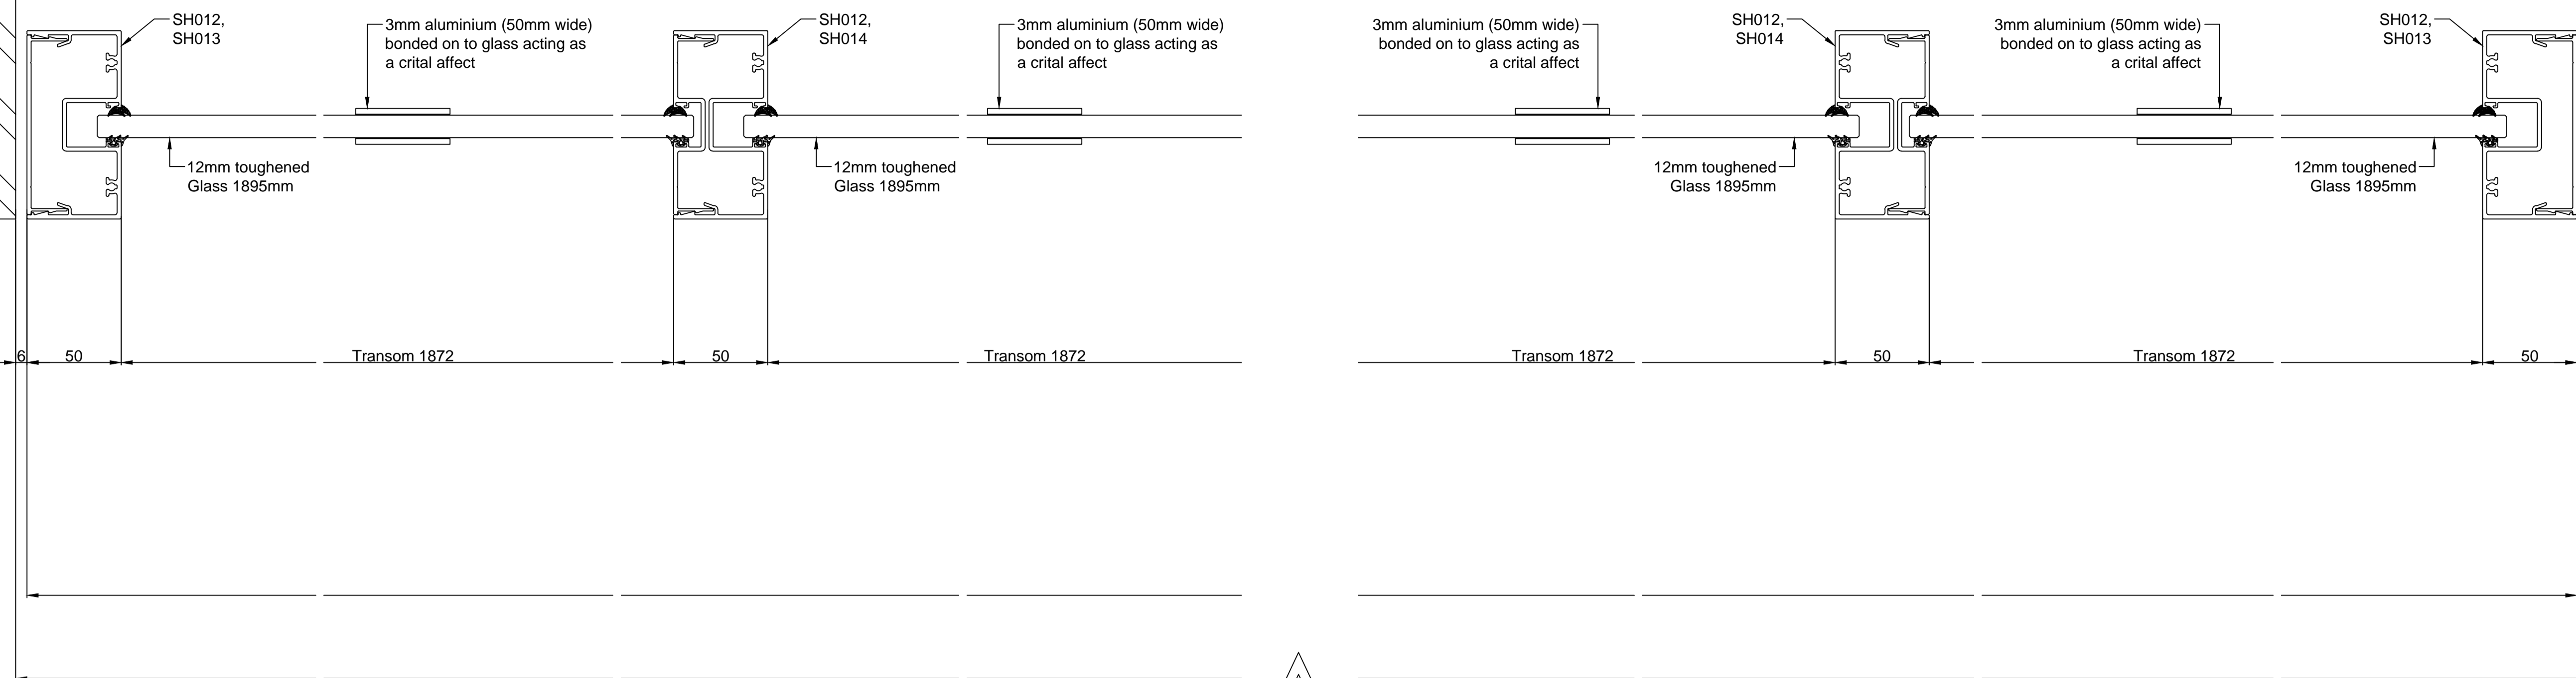 SH012,
SH013
3mm aluminium (50mm wide)
bonded on to glass acting as
a crital affect
SH012,
SH014
3mm aluminium (50mm wide)
bonded on to glass acting as
a crital affect
3mm aluminium (50mm wide)
bonded on to glass acting as
a crital affect
SH012,
SH014
3mm aluminium (50mm wide)
bonded on to glass acting as
a crital affect
SH012,
SH013
12mm toughened
Glass 1895mm
12mm toughened
Glass 1895mm
12mm toughened
Glass 1895mm
12mm toughened
Glass 1895mm
6
50
Transom 1872
50
Transom 1872
Transom 1872
50
Transom 1872
50